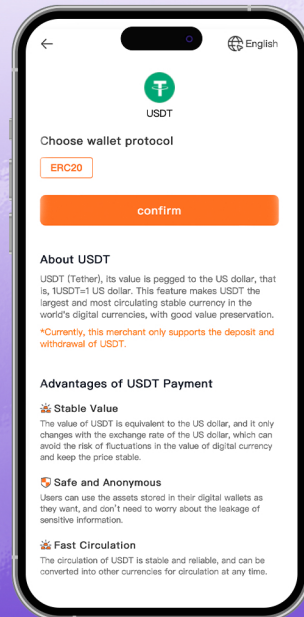 English
USDT
Choose wallet protocol
ERC20
confirm
About USDT
USDT (Tether), its value is pegged to the US dollar, that
is, 1USDT=1 US dollar. This feature makes USDT the
largest and most circulating stable currency in the
world's digital currencies, with good value preservation.
*Currently, this merchant only supports the deposit and
withdrawal of USDT.
Advantages of USDT Payment
Stable Value
The value of USDT is equivalent to the US dollar, and it only
changes with the exchange rate of the US dollar, which can
avoid the risk of fluctuations in the value of digital currency
and keep the price stable.
Safe and Anonymous
Users can use the assets stored in their digital wallets as
they want, and don't need to worry about the leakage of
sensitive information.
Fast Circulation
The circulation of USDT is stable and reliable, and can be
converted into other currencies for circulation at any time.